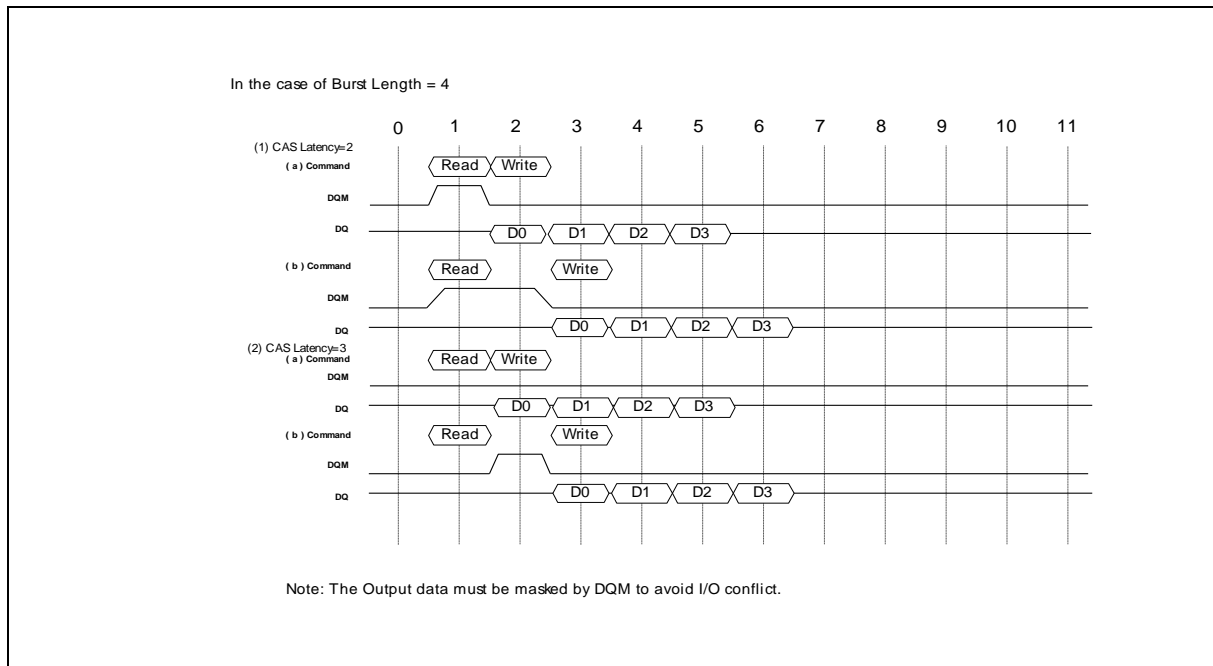 In the case of Burst Length = 4
0 1 2 3 4 5 6 7 8 9 10 11
(1) CAS Latency=2
( a ) Command Read Write
DQM
DQ D0 D1 D2 D3
( b ) Command Read Write
DQM
DQ D0 D1 D2 D3
(2) CAS Latency=3
( a ) Command Read Write
DQM
DQ D0 D1 D2 D3
( b ) Command Read Write
DQM
DQ D0 D1 D2 D3
Note: The Output data must be masked by DQM to avoid I/O conflict.